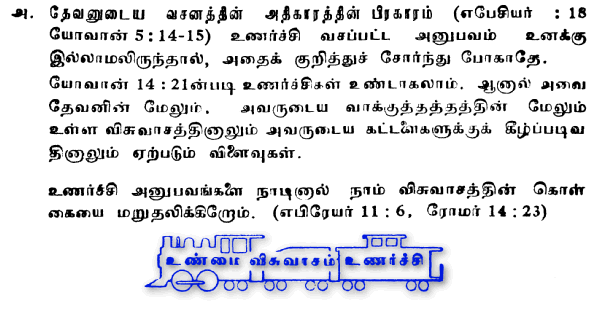 அ. தேவனுடைய வசனத்தின் அதிகாரத்தின் பிரகாரம் (எபேசியர் : 18
யோவான் 5 : 14-15) உணர்ச்சி வசப்பட்ட அனுபவம் உனக்கு
இல்லாமலிருந்தால், அதைக் குறித்துச் சோர்ந்து போகாதே.
யோவான் 14 : 21ன்படி உணர்ச்சிகள் உண்டாகலாம். ஆனால் அவை
தேவனின் மேலும். அவருடைய வாக்குத்தத்தத்தின் மேலும்
உள்ள விசுவாசத்தினாலும் அவருடைய கட்டளைகளுக்குக் கீழ்ப்படிவ
தினாலும் ஏற்படும் விளைவுகள்.
உணர்ச்சி அனுபவங்களை நாடினால் நாம் விசுவாசத்தின் கொள்
கையை மறுதலிக்கிறோம். (எபிரேயர் 11 : 6, ரோமர் 14 : 23)
உண்மை விசுவாசம் உணர்ச்சி